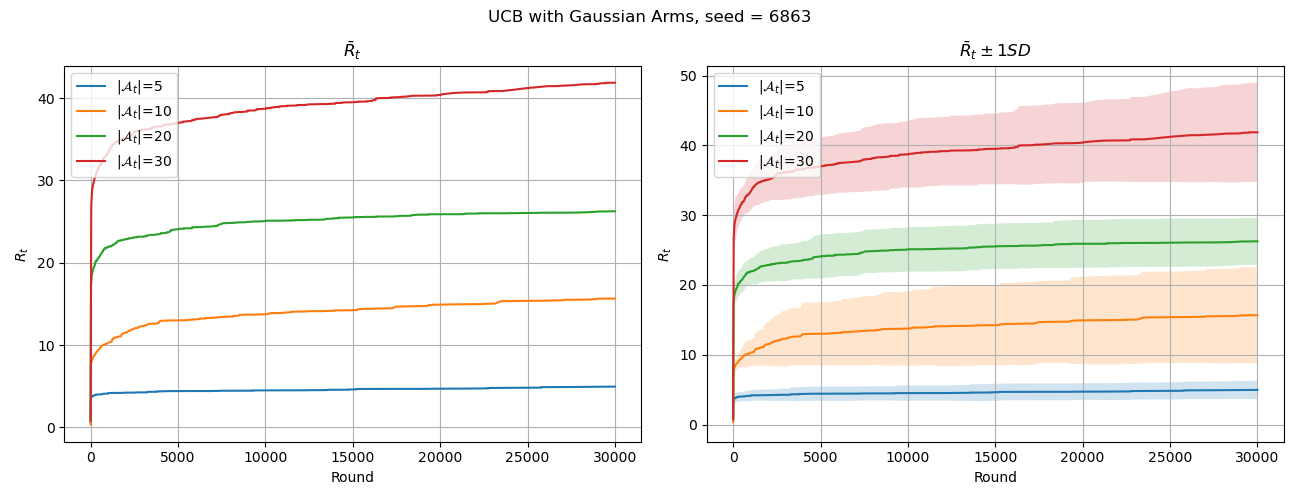 UCB with Gaussian Arms, seed = 6863
R̄ₜ
40
30
20
10
0
Rₜ
|𝒜ₜ|=5
|𝒜ₜ|=10
|𝒜ₜ|=20
|𝒜ₜ|=30
0 5000 10000 15000 20000 25000 30000
Round
R̄ₜ ± 1SD
50
40
30
20
10
0
Rₜ
|𝒜ₜ|=5
|𝒜ₜ|=10
|𝒜ₜ|=20
|𝒜ₜ|=30
0 5000 10000 15000 20000 25000 30000
Round